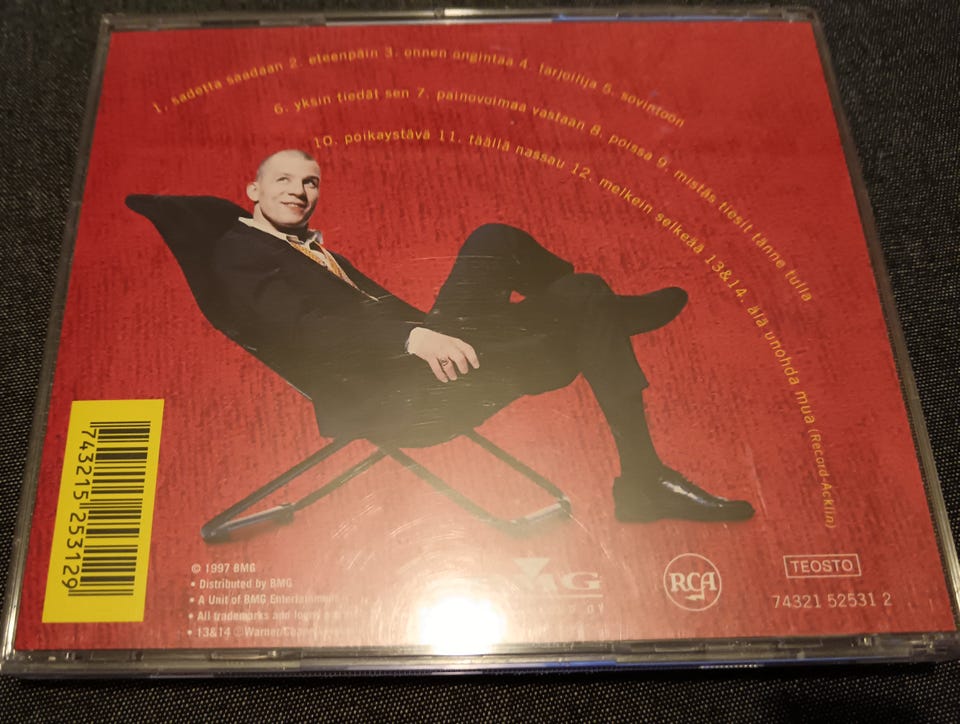 1. sadetta saadaan 2. eteenpäin 3. onnen ongintaa 4. tarjoilija 5. sovintoon
6. yksin tiedät sen 7. painovoimaa vastaan 8. poissa 9. mistäs tiesit tänne tulla
10. poikaystävä 11. täällä nassau 12. melkein selkeää 13&14. älä unohda mua (Record-Acklin)
743215 253129
© 1997 BMG
• Distributed by BMG
• A Unit of BMG Entertainment
• All trademarks and logos
• 13&14 ©Warner/
BMG
RCA
TEOSTO
74321 52531 2